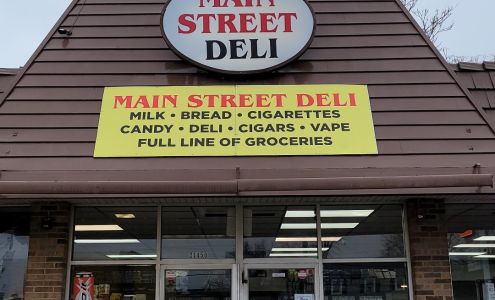 MAIN
STREET
DELI
MAIN STREET DELI
MILK • BREAD • CIGARETTES
CANDY • DELI • CIGARS • VAPE
FULL LINE OF GROCERIES